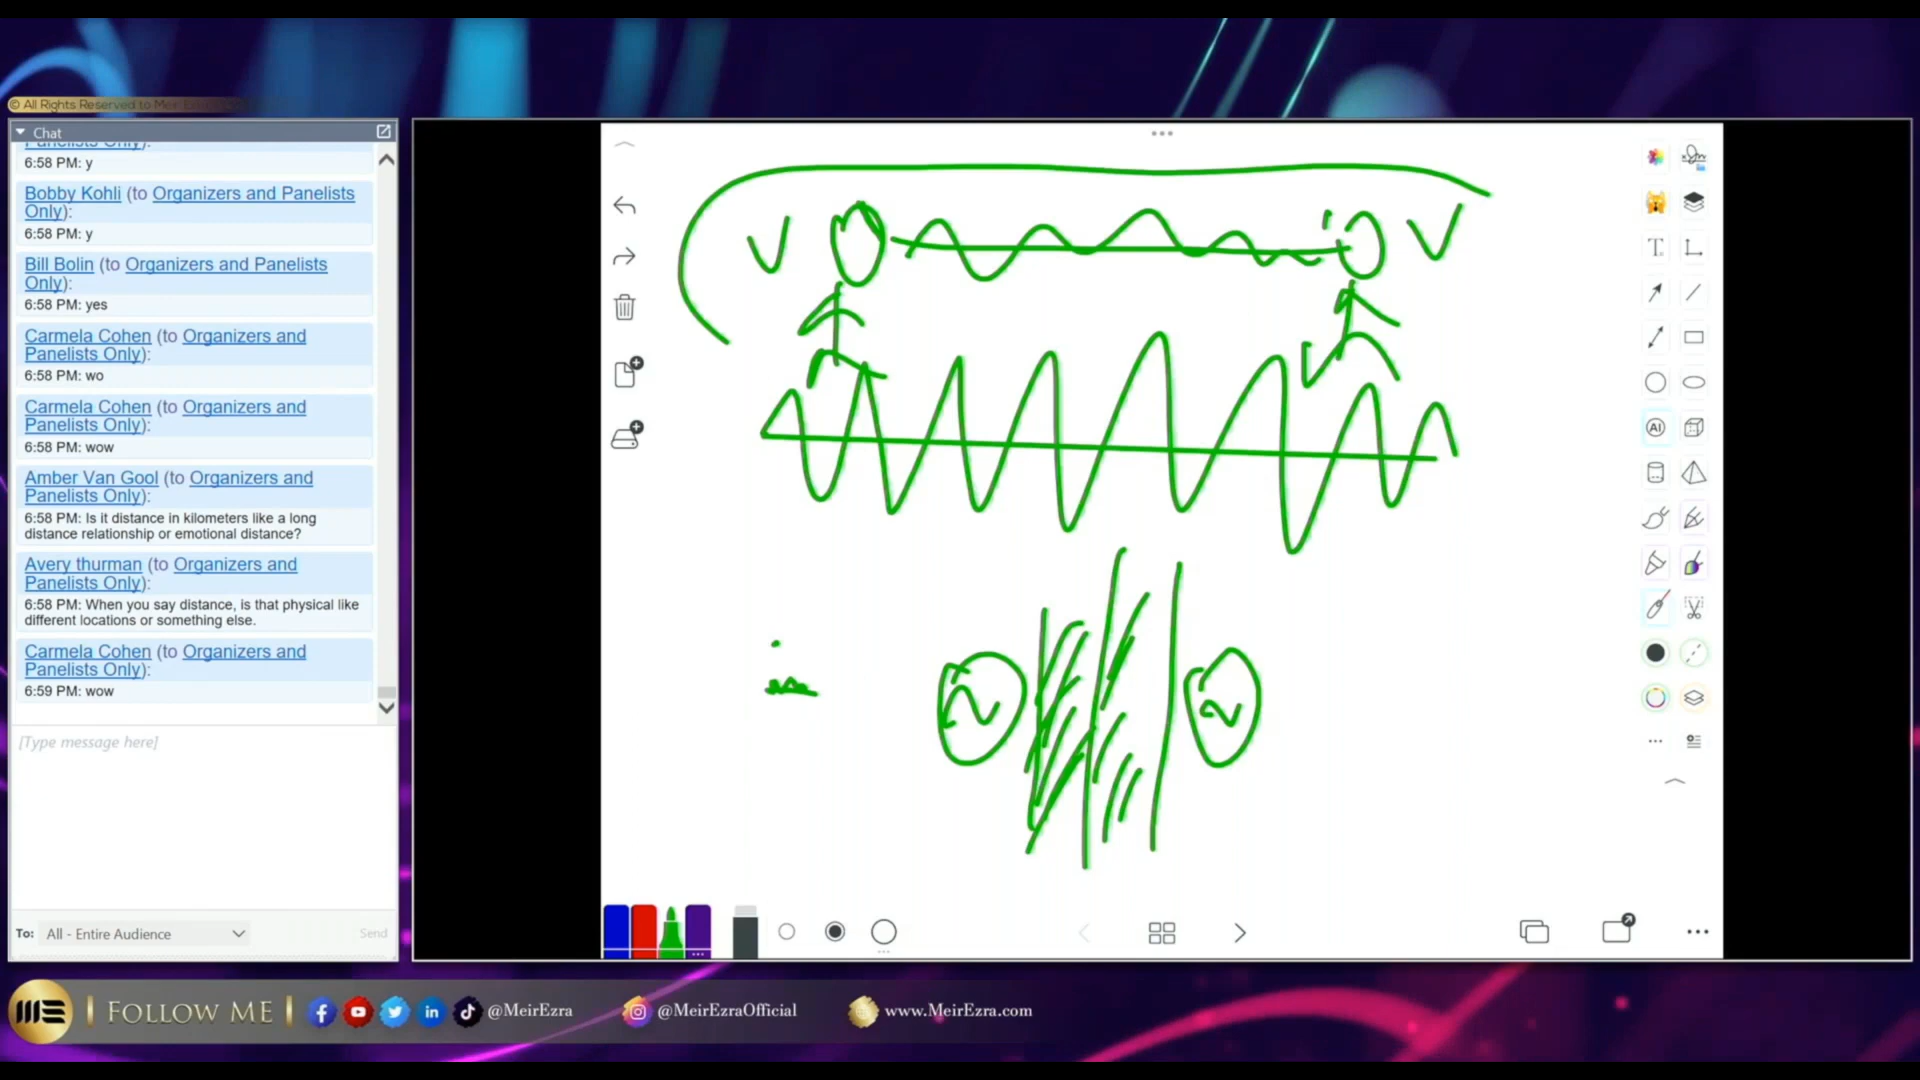 © All Rights Reserved to Meir Ezra
Chat
Panelists Only):
6:58 PM: y
Bobby Kohli (to Organizers and Panelists
Only):
6:58 PM: y
Bill Bolin (to Organizers and Panelists
Only):
6:58 PM: yes
Carmela Cohen (to Organizers and
Panelists Only):
6:58 PM: wo
Carmela Cohen (to Organizers and
Panelists Only):
6:58 PM: wow
Amber Van Gool (to Organizers and
Panelists Only):
6:58 PM: Is it distance in kilometers like a long
distance relationship or emotional distance?
Avery thurman (to Organizers and
Panelists Only):
6:58 PM: When you say distance, is that physical like
different locations or something else.
Carmela Cohen (to Organizers and
Panelists Only):
6:59 PM: wow
[Type message here]
To: All - Entire Audience
Send
V V
T
AI
ME | FOLLOW ME | @MeirEzra @MeirEzraOfficial www.MeirEzra.com